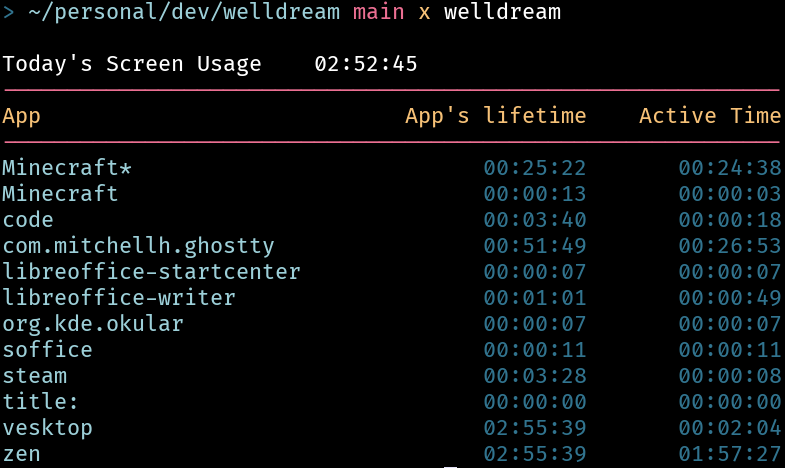 > ~/personal/dev/welldream main x welldream
Today's Screen Usage 02:52:45
App App's lifetime Active Time
Minecraft* 00:25:22 00:24:38
Minecraft 00:00:13 00:00:03
code 00:03:40 00:00:18
com.mitchellh.ghostty 00:51:49 00:26:53
libreoffice-startcenter 00:00:07 00:00:07
libreoffice-writer 00:01:01 00:00:49
org.kde.okular 00:00:07 00:00:07
soffice 00:00:11 00:00:11
steam 00:03:28 00:00:08
title: 00:00:00 00:00:00
vesktop 02:55:39 00:02:04
zen 02:55:39 01:57:27